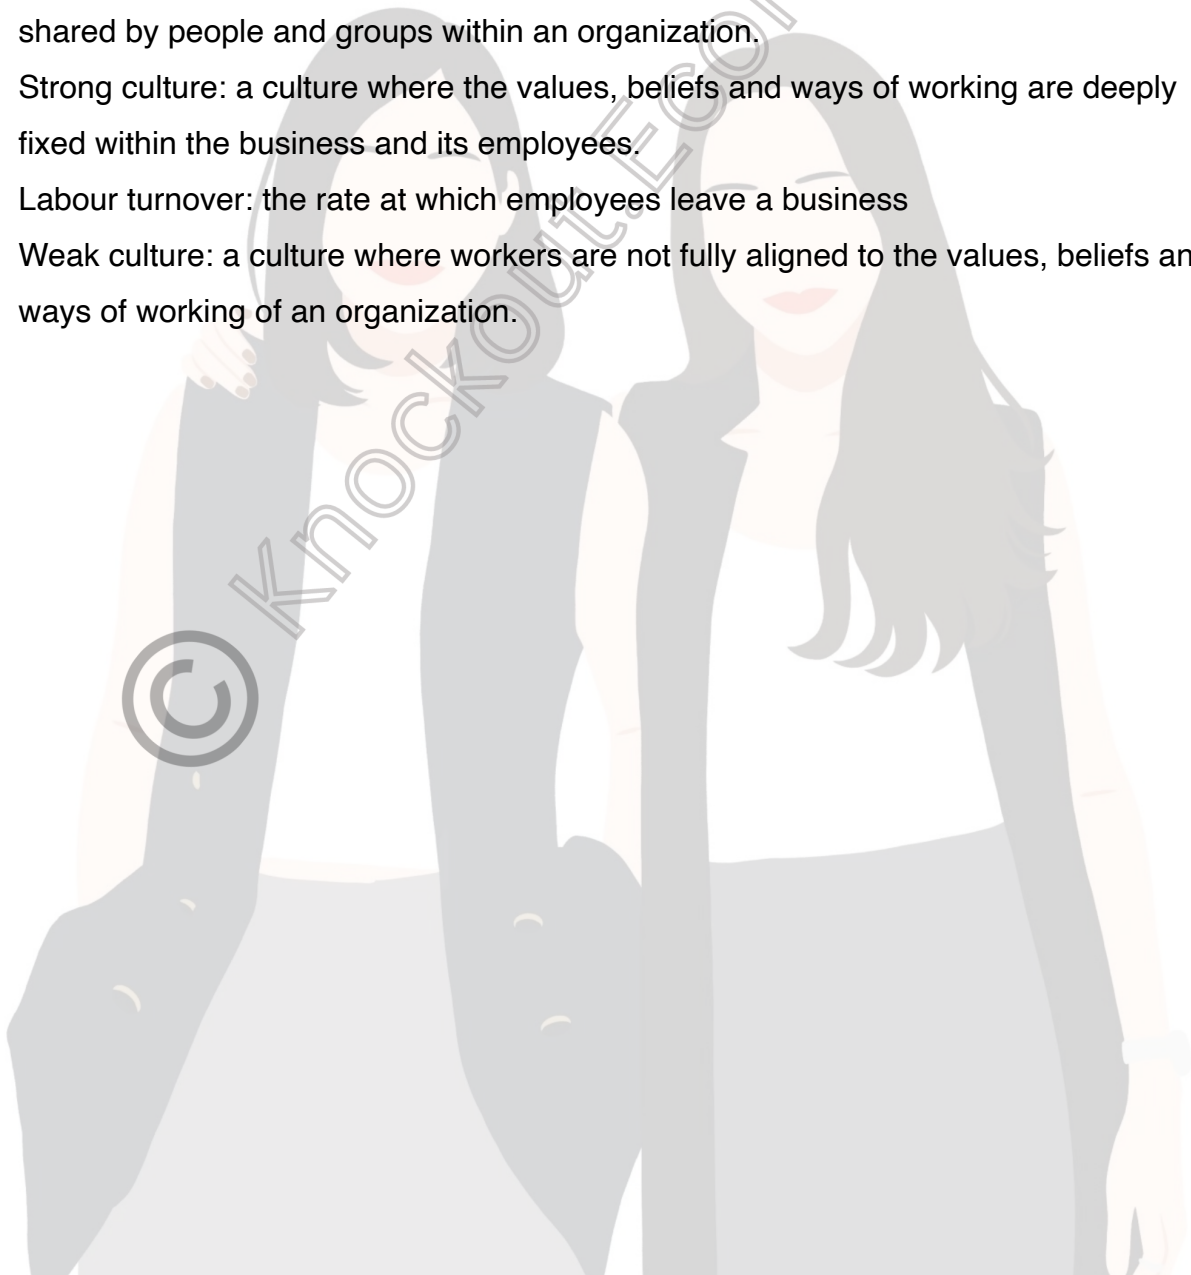 shared by people and groups within an organization.
Strong culture: a culture where the values, beliefs and ways of working are deeply
fixed within the business and its employees.
Labour turnover: the rate at which employees leave a business
Weak culture: a culture where workers are not fully aligned to the values, beliefs an
ways of working of an organization.
© Knockout.Econ